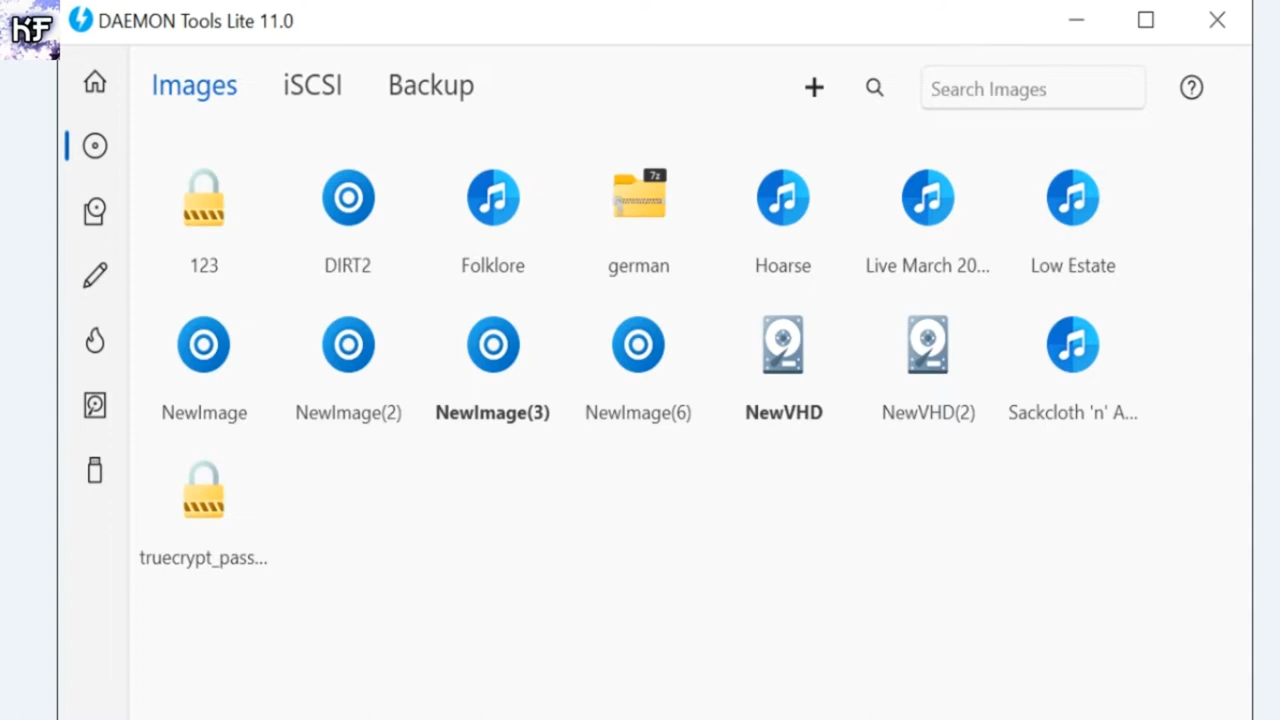 KF
DAEMON Tools Lite 11.0
Images iSCSI Backup Search Images
7z
123 DIRT2 Folklore german Hoarse Live March 20... Low Estate
NewImage NewImage(2) NewImage(3) NewImage(6) NewVHD NewVHD(2) Sackcloth 'n' A...
truecrypt_pass...